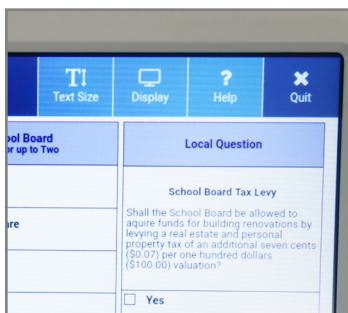 Text Size
Display
Help
Quit
ool Board
or up to Two
are
Local Question
School Board Tax Levy
Shall the School Board be allowed to
aquire funds for building renovations by
levying a real estate and personal
property tax of an additional seven cents
($0.07) per one hundred dollars
($100.00) valuation?
Yes